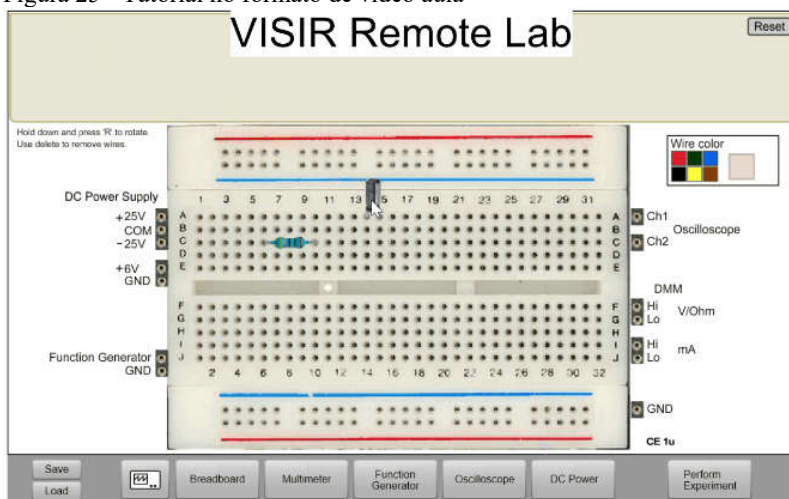 Figura 23 – Tutorial no formato de vídeo aula
VISIR Remote Lab
Reset
Hold down and press 'R' to rotate.
Use delete to remove wires.
Wire color
DC Power Supply
+25V
COM
-25V
+6V
GND
1 3 5 7 9 11 13 15 17 19 21 23 25 27 29 31
A
B
C
D
E
A
B
C
D
E
Ch1
Ch2
Oscilloscope
DMM
Hi
Lo
V/Ohm
Hi
Lo
mA
F
G
H
I
J
F
G
H
I
J
Function Generator
GND
2 4 6 8 10 12 14 16 18 20 22 24 26 28 30 32
GND
CE 1u
Save
Load
Breadboard
Multimeter
Function
Generator
Oscilloscope
DC Power
Perform
Experiment